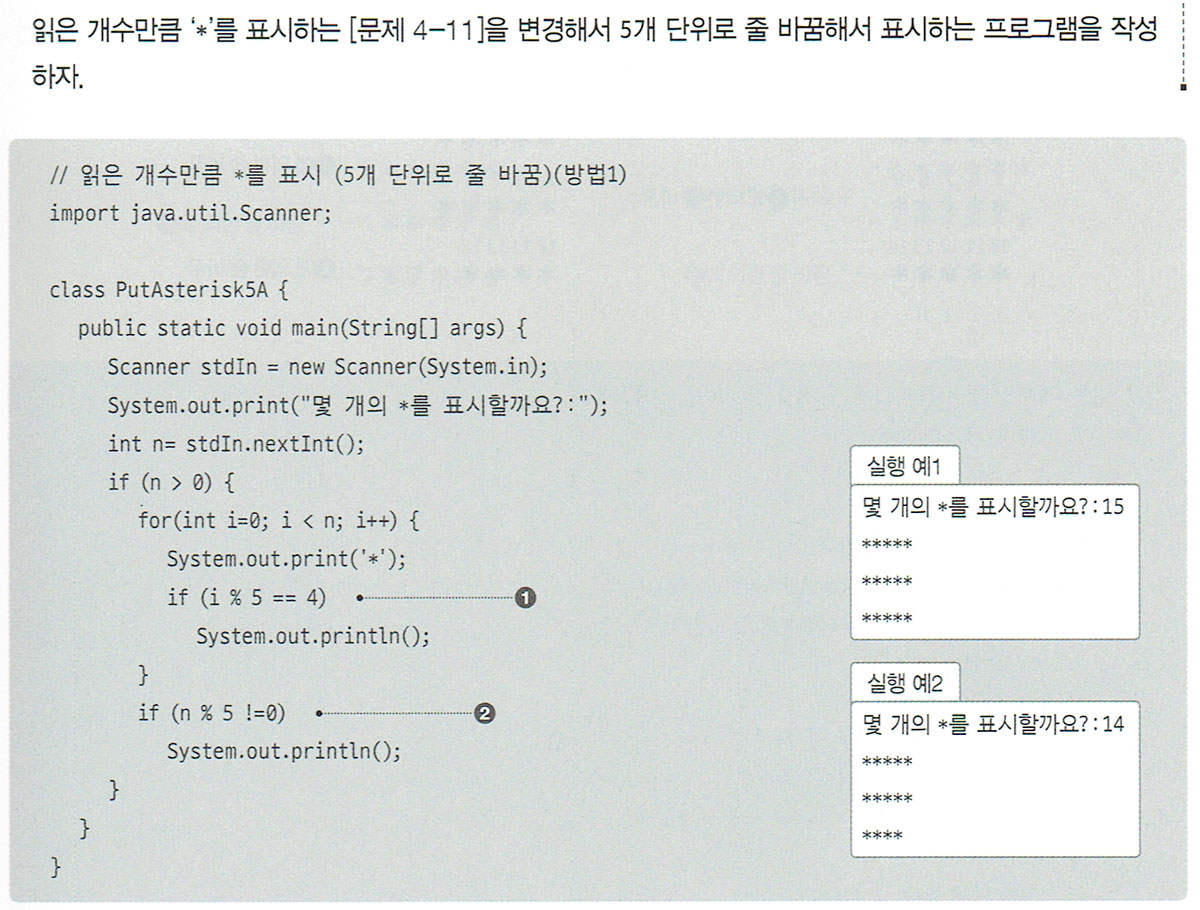 읽은 개수만큼 '*'를 표시하는 [문제 4-11]을 변경해서 5개 단위로 줄 바꿈해서 표시하는 프로그램을 작성
하자.
// 읽은 개수만큼 *를 표시 (5개 단위로 줄 바꿈)(방법1)
import java.util.Scanner;
class PutAsterisk5A {
public static void main(String[] args) {
Scanner stdIn = new Scanner(System.in);
System.out.print("몇 개의 *를 표시할까요?:");
int n= stdIn.nextInt();
if (n > 0) {
for(int i=0; i < n; i++) {
System.out.print('*');
if (i % 5 == 4) ❶
System.out.println();
}
if (n % 5 !=0) ❷
System.out.println();
}
}
}
실행 예1
몇 개의 *를 표시할까요?:15
*****
*****
*****
실행 예2
몇 개의 *를 표시할까요?:14
*****
*****
****